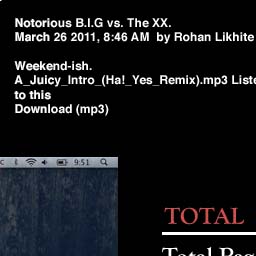 Notorious B.I.G vs. The XX.
March 26 2011, 8:46 AM  by Rohan Likhite
Weekend-ish.
A_Juicy_Intro_(Ha!_Yes_Remix).mp3 Liste
to this
Download (mp3)
9:51
TOTAL
Total Pag